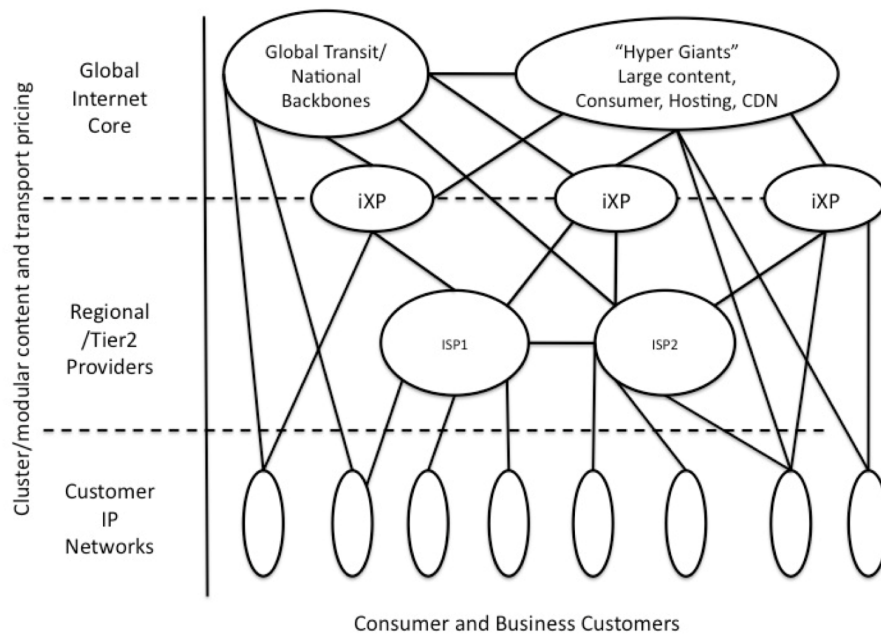 Cluster/modular content and transport pricing
Global
Internet
Core
Global Transit/
National
Backbones
“Hyper Giants”
Large content,
Consumer, Hosting, CDN
iXP
iXP
iXP
Regional
/Tier2
Providers
ISP1
ISP2
Customer
IP
Networks
Consumer and Business Customers